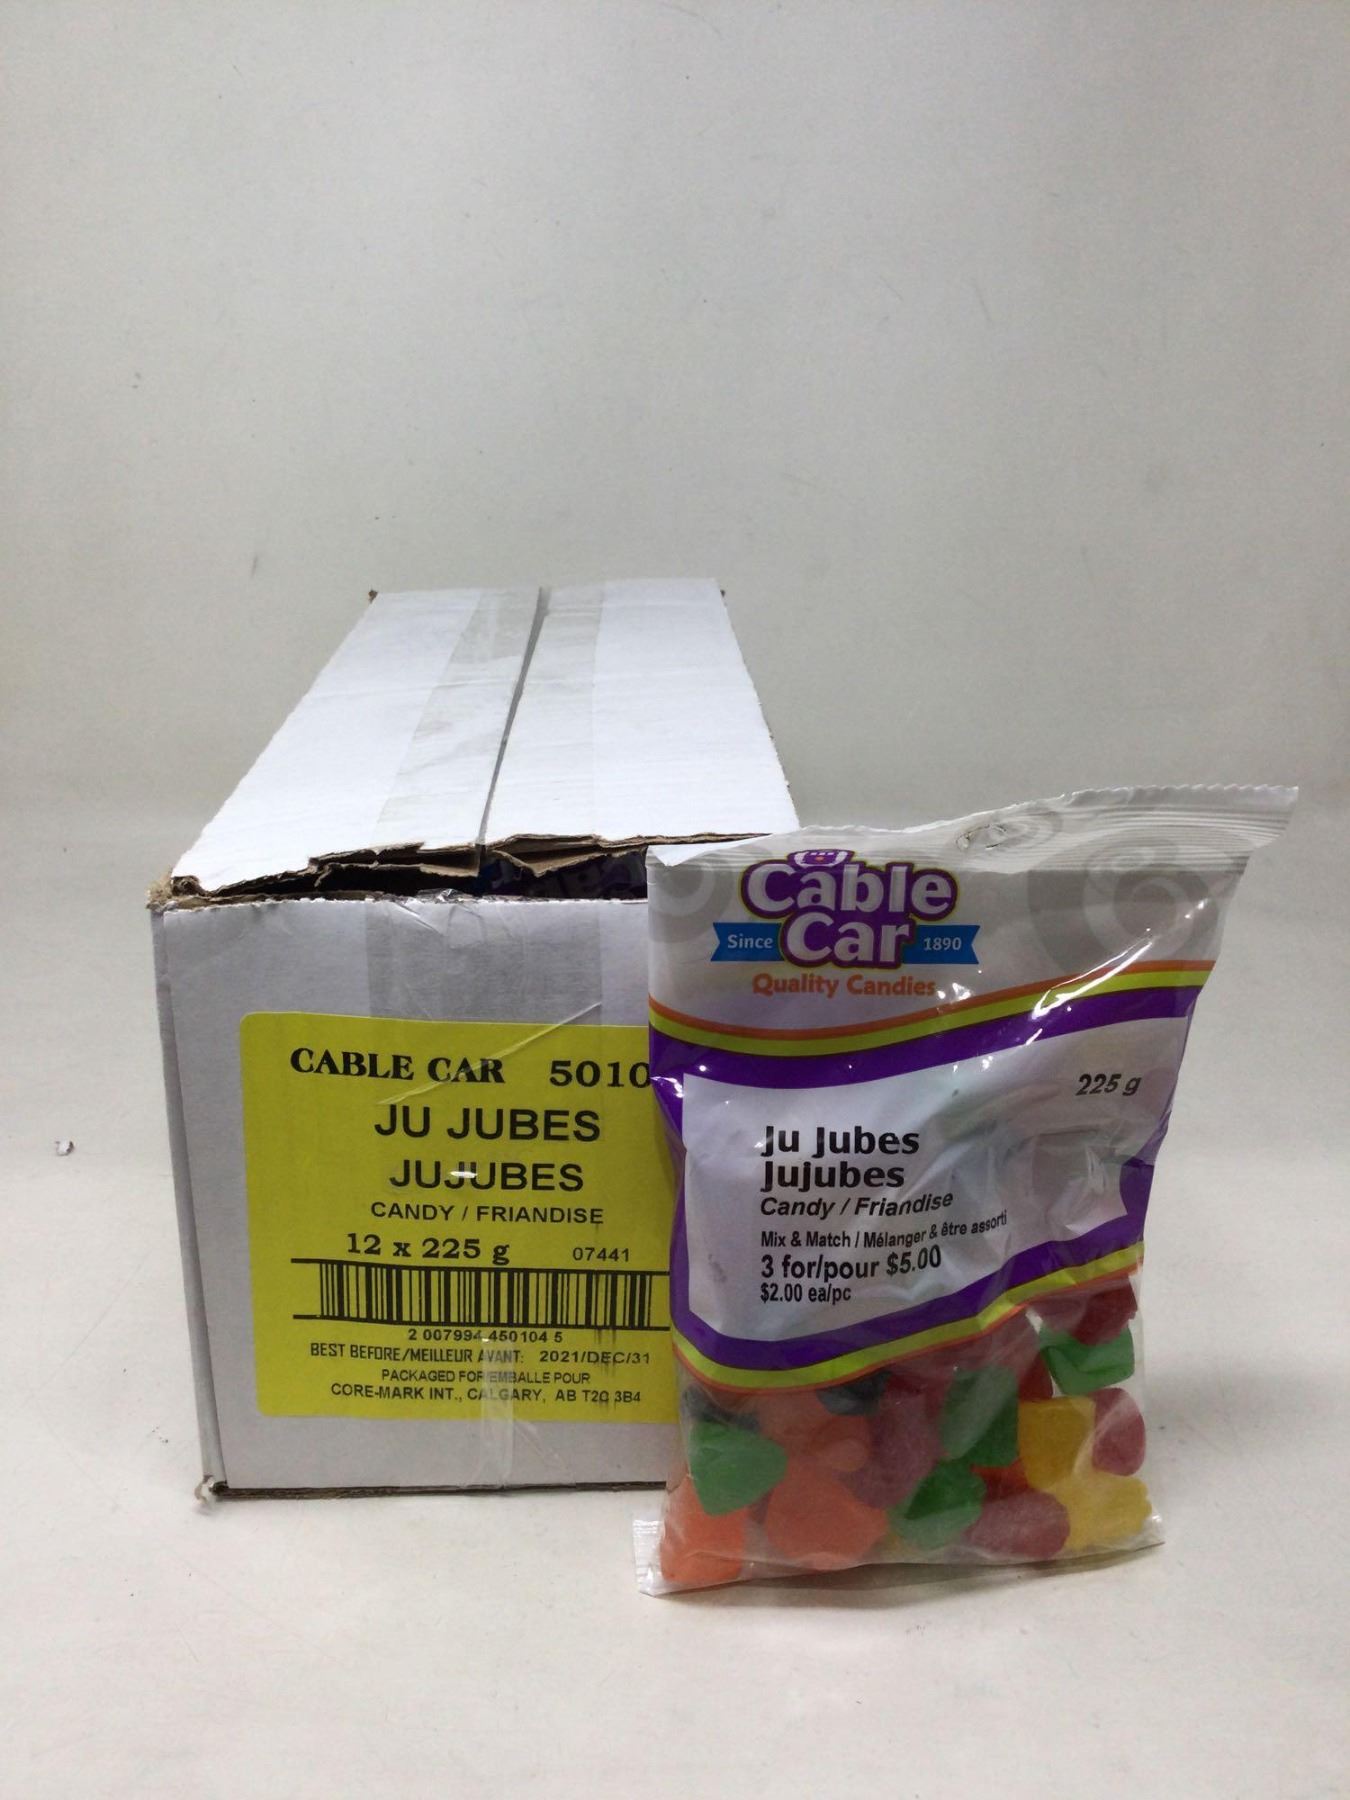 CABLE CAR 5010
JU JUBES
JUJUBES
CANDY / FRIANDISE
12 x 225 g 07441
2 007994 450104 5
BEST BEFORE/MEILLEUR AVANT: 2021/DEC/31
PACKAGED FOR/EMBALLE POUR
CORE-MARK INT., CALGARY, AB T2C 3B4
Cable
Since Car 1890
Quality Candies
225 g
Ju Jubes
Jujubes
Candy / Friandise
Mix & Match / Mélanger & être assorti
3 for/pour $5.00
$2.00 ea/pc